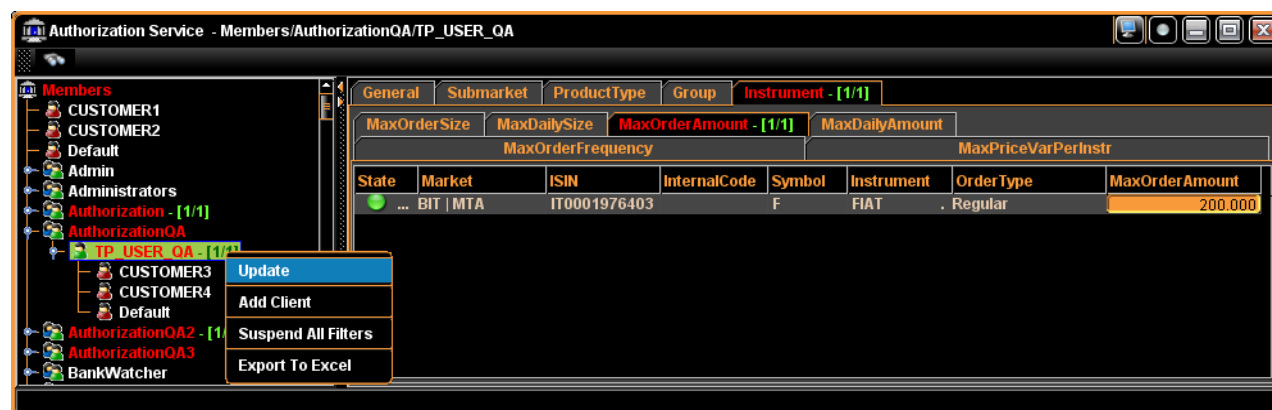 Authorization Service - Members/AuthorizationQA/TP_USER_QA
Members
CUSTOMER1
CUSTOMER2
Default
Admin
Administrators
Authorization - [1/1]
AuthorizationQA
TP_USER_QA - [1/1]
CUSTOMER3
CUSTOMER4
Default
AuthorizationQA2 - [1/
AuthorizationQA3
BankWatcher
Update
Add Client
Suspend All Filters
Export To Excel
General Submarket ProductType Group Instrument - [1/1]
MaxOrderSize MaxDailySize MaxOrderAmount - [1/1] MaxDailyAmount
MaxOrderFrequency MaxPriceVarPerInstr
State Market ISIN InternalCode Symbol Instrument OrderType MaxOrderAmount
... BIT | MTA IT0001976403 F FIAT . Regular 200.000